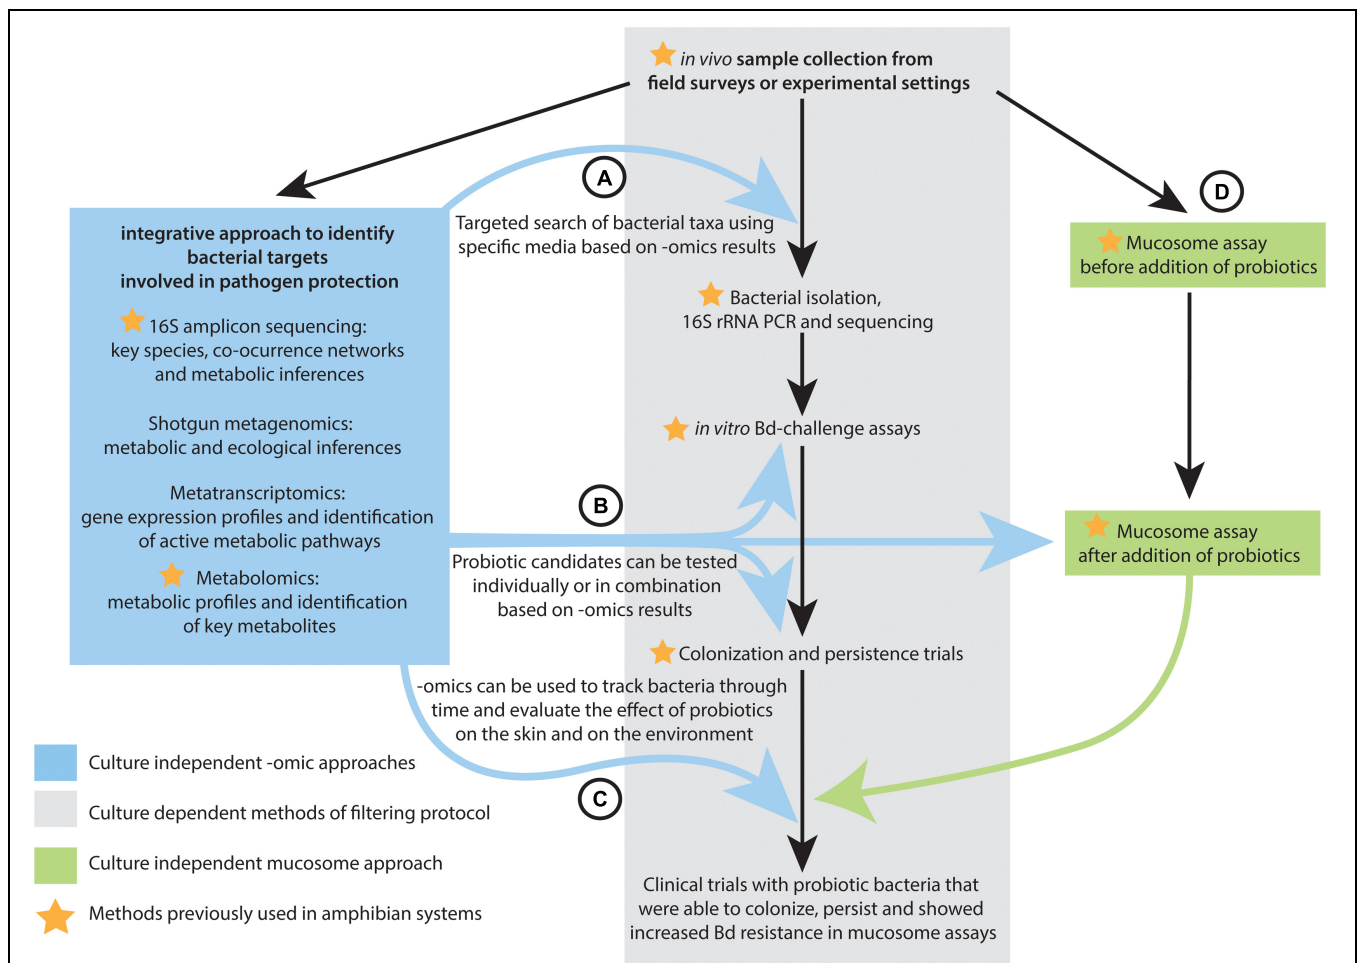 in vivo sample collection from
field surveys or experimental settings
A
D
integrative approach to identify
bacterial targets
involved in pathogen protection
16S amplicon sequencing:
key species, co-ocurrence networks
and metabolic inferences
Shotgun metagenomics:
metabolic and ecological inferences
Metatranscriptomics:
gene expression profiles and identification
of active metabolic pathways
Metabolomics:
metabolic profiles and identification
of key metabolites
Targeted search of bacterial taxa using
specific media based on -omics results
Bacterial isolation,
16S rRNA PCR and sequencing
in vitro Bd-challenge assays
B
Probiotic candidates can be tested
individually or in combination
based on -omics results
Colonization and persistence trials
-omics can be used to track bacteria through
time and evaluate the effect of probiotics
on the skin and on the environment
C
Clinical trials with probiotic bacteria that
were able to colonize, persist and showed
increased Bd resistance in mucosome assays
Mucosome assay
before addition of probiotics
Mucosome assay
after addition of probiotics
Culture independent -omic approaches
Culture dependent methods of filtering protocol
Culture independent mucosome approach
Methods previously used in amphibian systems